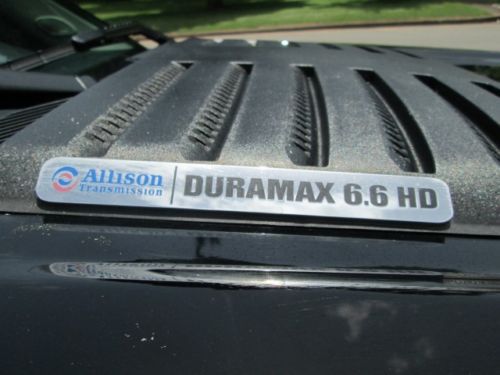 Allison
Transmission
DURAMAX 6.6 HD